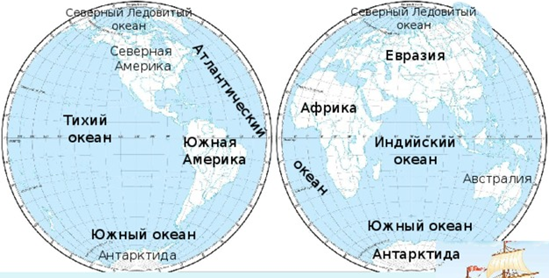 Северный Ледовитый
океан
Северная
Америка
Атлантический
Тихий
океан
Южная
Америка
Южный океан
Антарктида
Северный Ледовитый
океан
Евразия
Африка
Индийский
океан
океан
Австралия
Южный океан
Антарктида